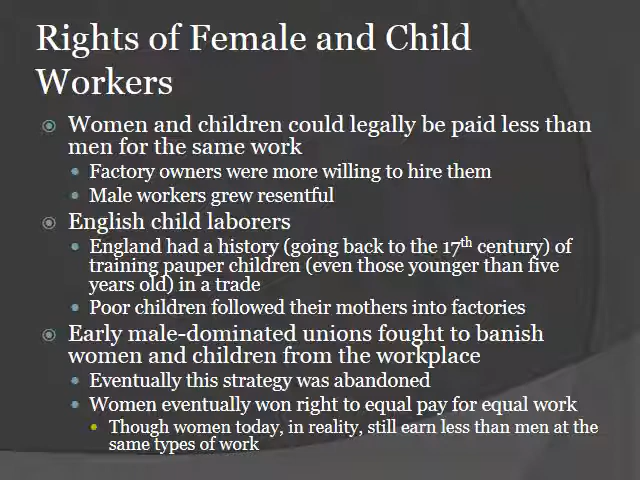 Rights of Female and Child
Workers
Women and children could legally be paid less than
men for the same work
Factory owners were more willing to hire them
Male workers grew resentful
English child laborers
England had a history (going back to the 17th century) of
training pauper children (even those younger than five
years old) in a trade
Poor children followed their mothers into factories
Early male-dominated unions fought to banish
women and children from the workplace
Eventually this strategy was abandoned
Women eventually won right to equal pay for equal work
Though women today, in reality, still earn less than men at the
same types of work